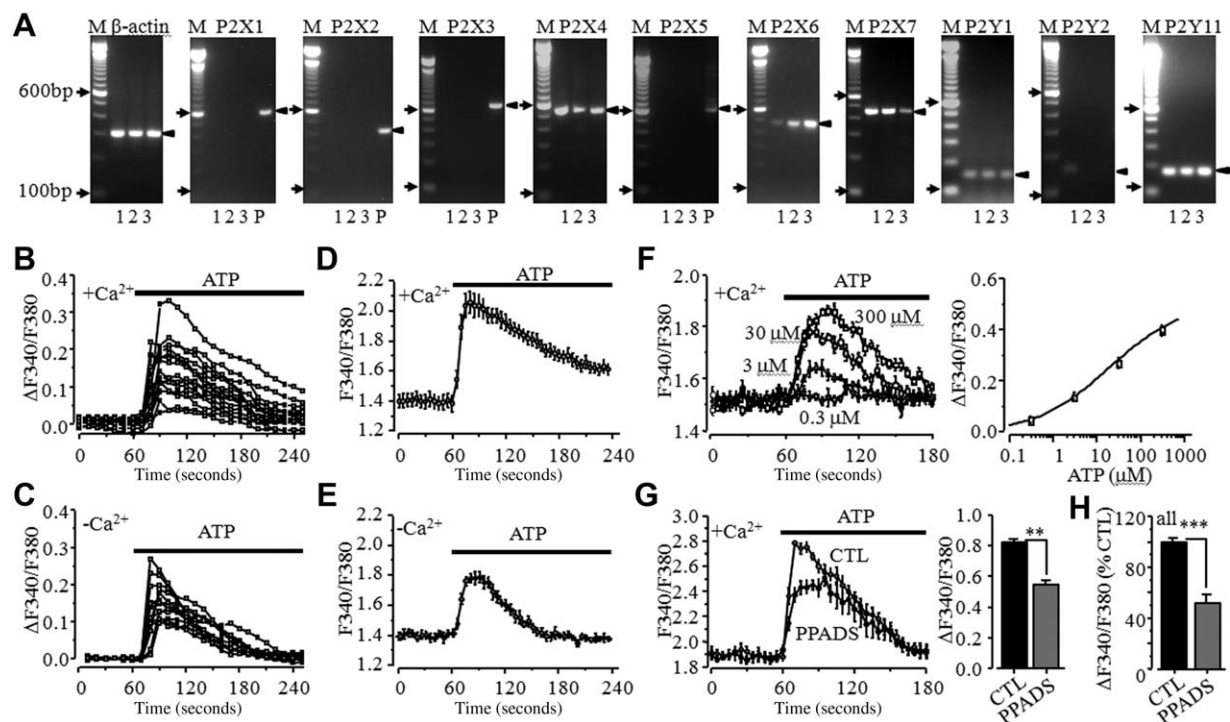 A
M β-actin M P2X1 M P2X2 M P2X3 M P2X4 M P2X5 M P2X6 M P2X7 M P2Y1 M P2Y2 M P2Y11
600bp
100bp
1 2 3 1 2 3 P 1 2 3 P 1 2 3 P 1 2 3 1 2 3 P 1 2 3 1 2 3 1 2 3 1 2 3 1 2 3
B
ΔF340/F380
0.4
0.3
0.2
0.1
0.0
+Ca²⁺
ATP
0 60 120 180 240
Time (seconds)
D
F340/F380
2.2
2.0
1.8
1.6
1.4
1.2
+Ca²⁺
ATP
0 60 120 180 240
Time (seconds)
F
F340/F380
2.0
1.8
1.6
1.4
+Ca²⁺
ATP
300 μM
30 μM
3 μM
0.3 μM
0 60 120 180
Time (seconds)
ΔF340/F380
0.6
0.4
0.2
0.0
0.1 1 10 100 1000
ATP (μM)
C
ΔF340/F380
0.4
0.3
0.2
0.1
0.0
-Ca²⁺
ATP
0 60 120 180 240
Time (seconds)
E
F340/F380
2.2
2.0
1.8
1.6
1.4
1.2
-Ca²⁺
ATP
0 60 120 180 240
Time (seconds)
G
F340/F380
3.0
2.8
2.6
2.4
2.2
2.0
1.8
+Ca²⁺
ATP
CTL
PPADS
0 60 120 180
Time (seconds)
ΔF340/F380
1.0
0.8
0.6
0.4
0.2
0.0
**
CTL
PPADS
H
ΔF340/F380 (% CTL)
120
80
40
0
all
***
CTL
PPADS